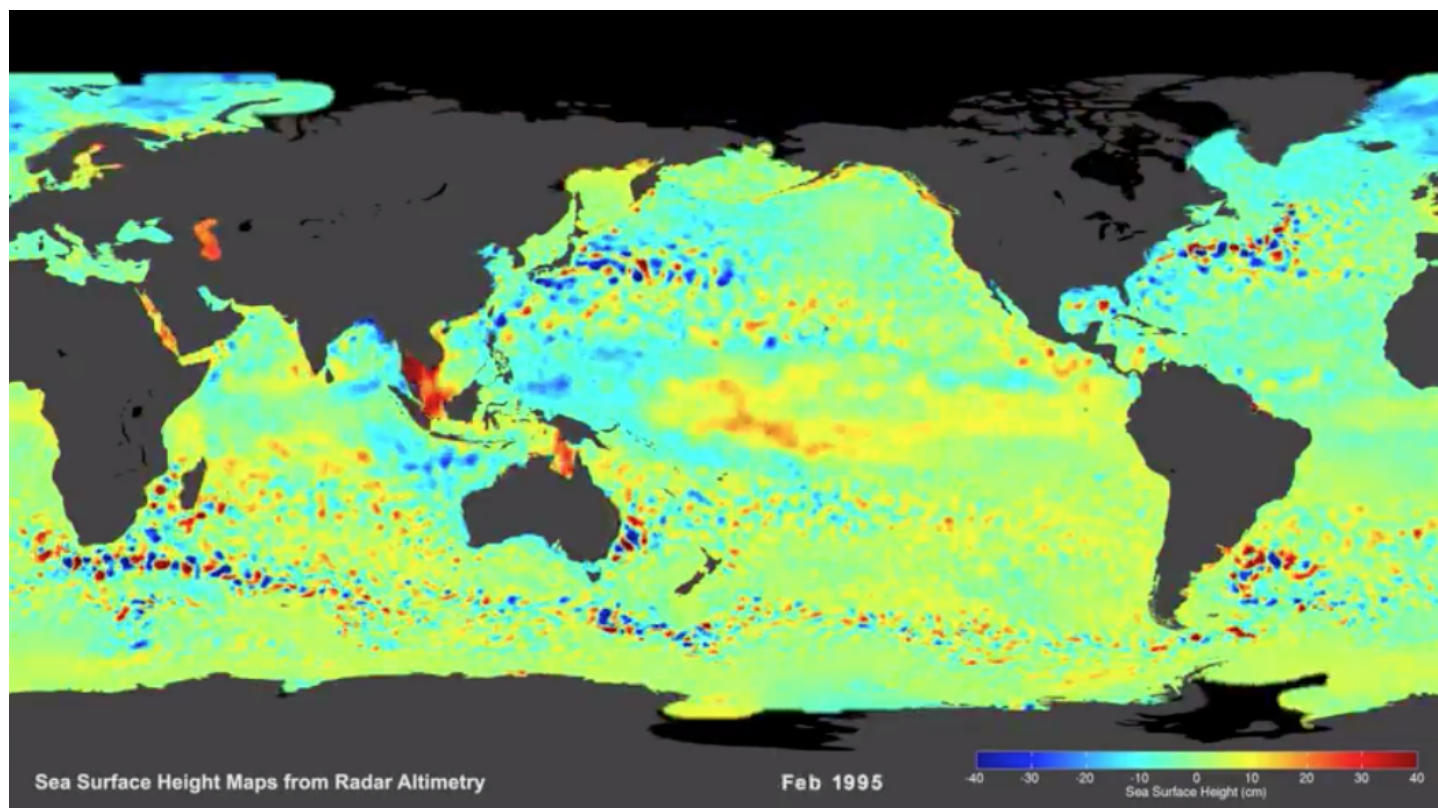 Sea Surface Height Maps from Radar Altimetry
Feb 1995
-40 -30 -20 -10 0 10 20 30 40
Sea Surface Height (cm)